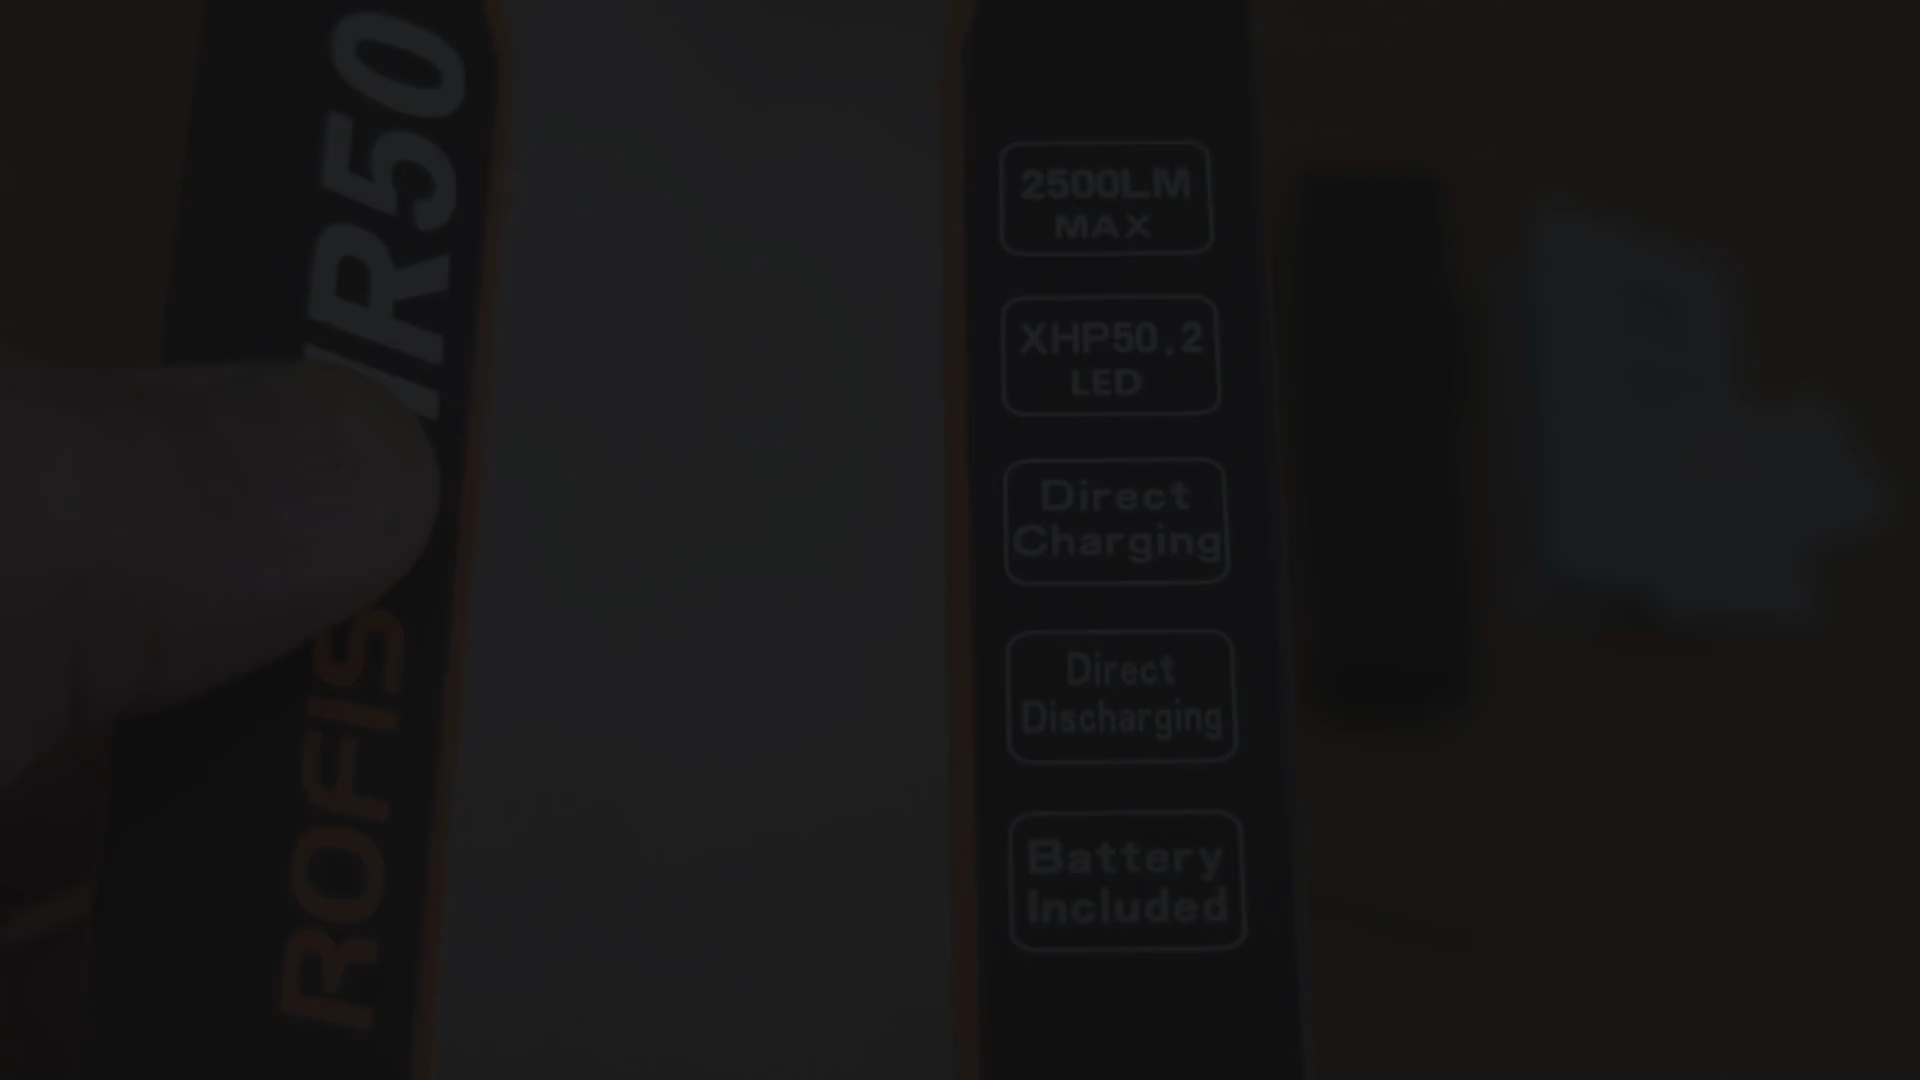 ROFIS
R50
2500LM
MAX
XHP50.2
LED
Direct
Charging
Direct
Discharging
Battery
Included